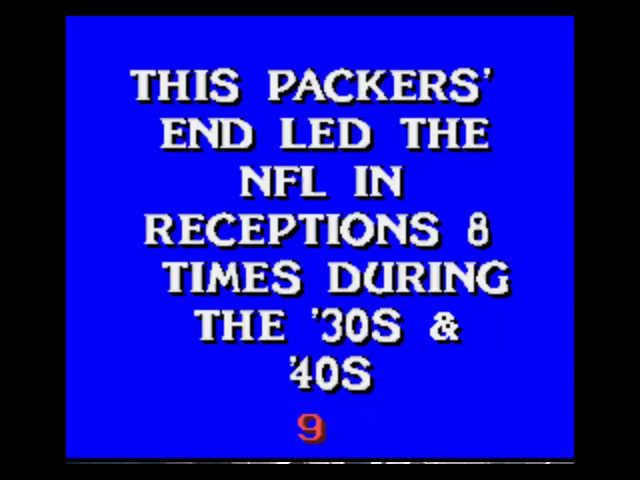 THIS PACKERS'
END LED THE
NFL IN
RECEPTIONS 8
TIMES DURING
THE '30S &
'40S
9